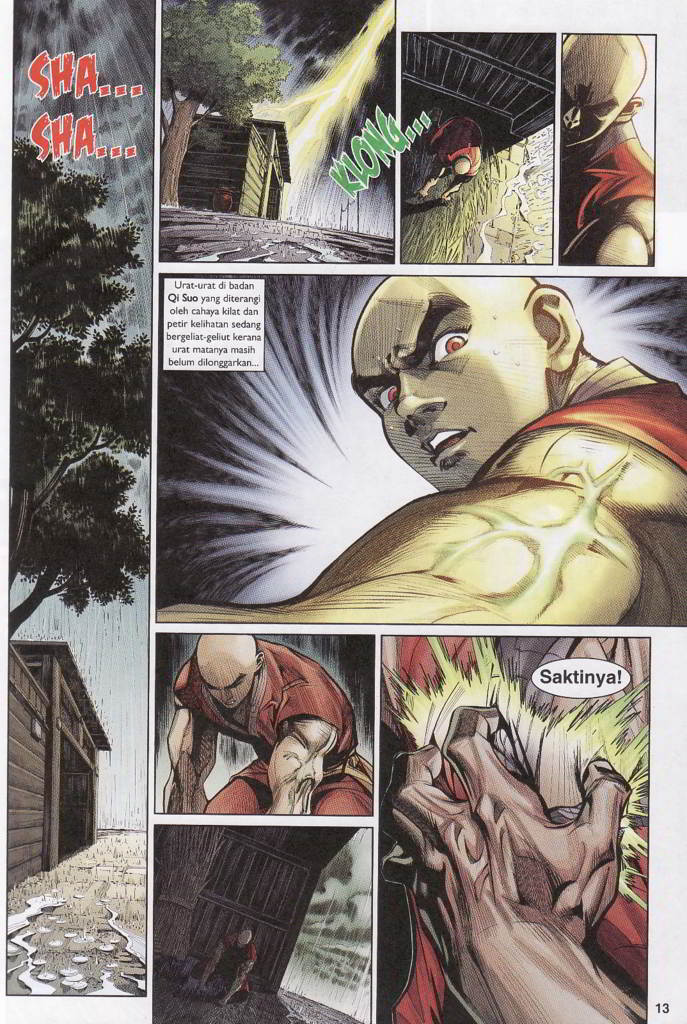 SHA...
SHA...
KLONG...
Urat-urat di badan
Qi Suo yang diterangi
oleh cahaya kilat dan
petir kelihatan sedang
bergeliat-geliut kerana
urat matanya masih
belum dilonggarkan...
Saktinya!
13